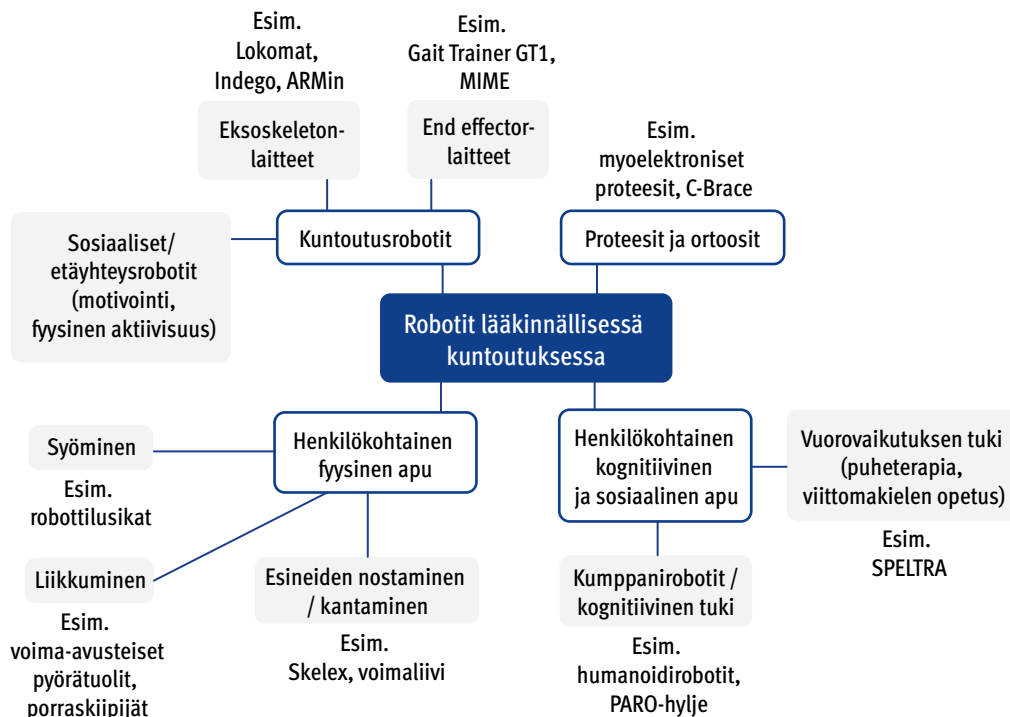 Esim.
Lokomat,
Indego, ARMin
Eksoskeleton-
laitteet
Esim.
Gait Trainer GT1,
MIME
End effector-
laitteet
Esim.
myoelektroniset
proteesit, C-Brace
Sosiaaliset/
etäyhteysrobotit
(motivointi,
fyysinen aktiivisuus)
Kuntoutusrobotit
Proteesit ja ortoosit
Robotit lääkinnällisessä
kuntoutuksessa
Syöminen
Esim.
robottilusikat
Henkilökohtainen
fyysinen apu
Henkilökohtainen
kognitiivinen
ja sosiaalinen apu
Vuorovaikutuksen tuki
(puheterapia,
viittomakielen opetus)
Esim.
SPELTRA
Liikkuminen
Esim.
voima-avusteiset
pyörätuolit,
porraskiipijät
Esineiden nostaminen
/ kantaminen
Esim.
Skelex, voimaliivi
Kumppanirobotit /
kognitiivinen tuki
Esim.
humanoidirobotit,
PARO-hylje